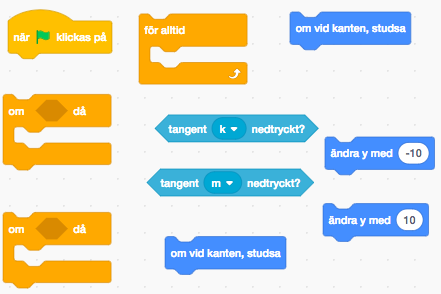 när klickas på
för alltid
om vid kanten, studsa
om då
tangent k nedtryckt?
ändra y med -10
tangent m nedtryckt?
ändra y med 10
om då
om vid kanten, studsa